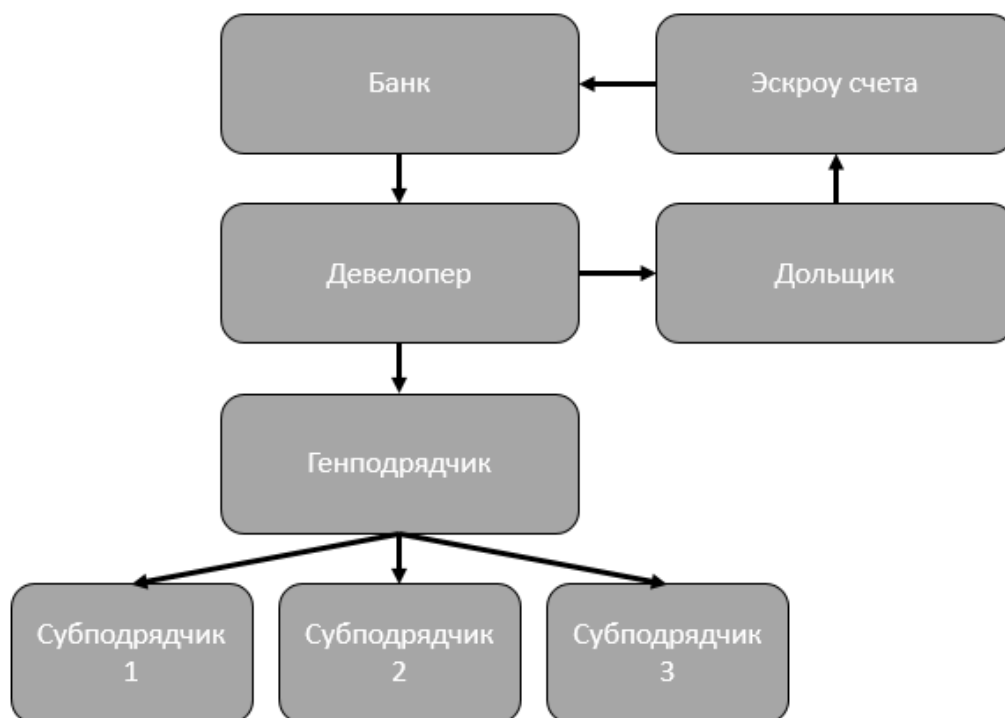 Банк
Эскроу счета
Девелопер
Дольщик
Генподрядчик
Субподрядчик
1
Субподрядчик
2
Субподрядчик
3